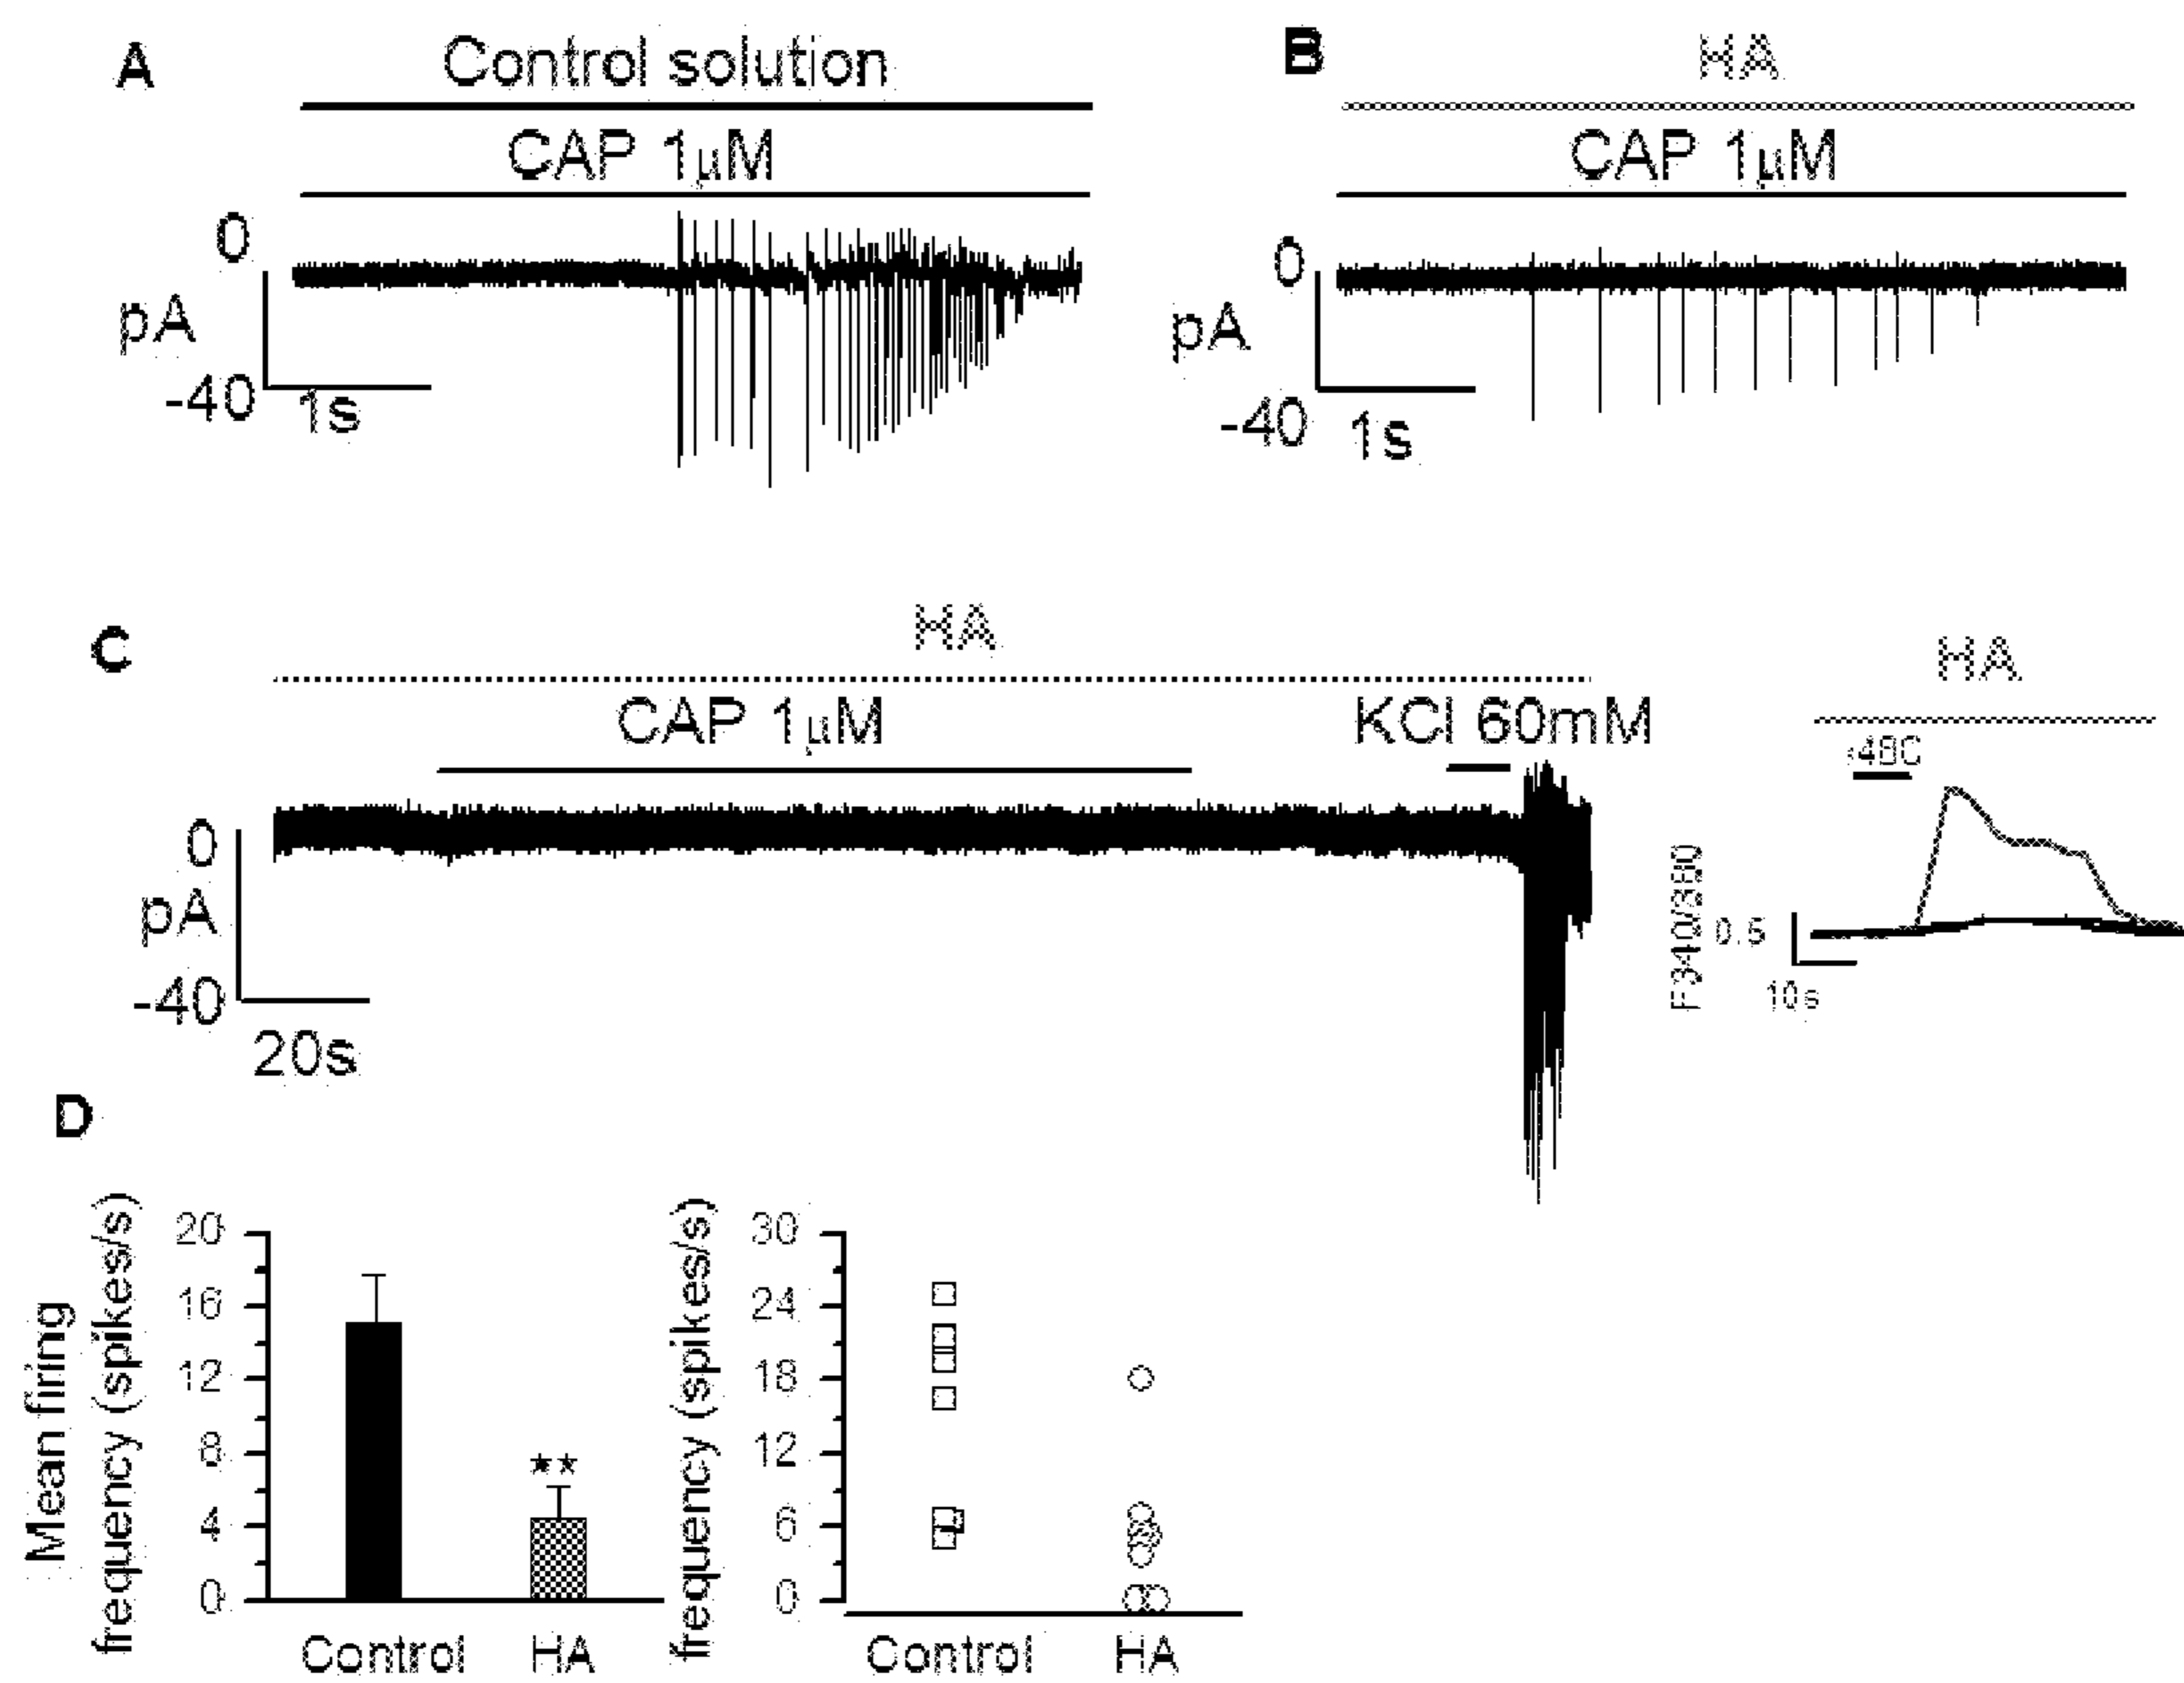 A
Control solution
CAP 1µM
0
pA
-40
1s
B
HA
CAP 1µM
0
pA
-40
1s
C
HA
CAP 1µM
KCl 60mM
0
pA
-40
20s
HA
F340/380
0.5
10s
D
Mean firing
frequency (spikes/s)
20
16
12
8
4
0
**
Control
HA
frequency (spikes/s)
30
24
18
12
6
0
Control
HA